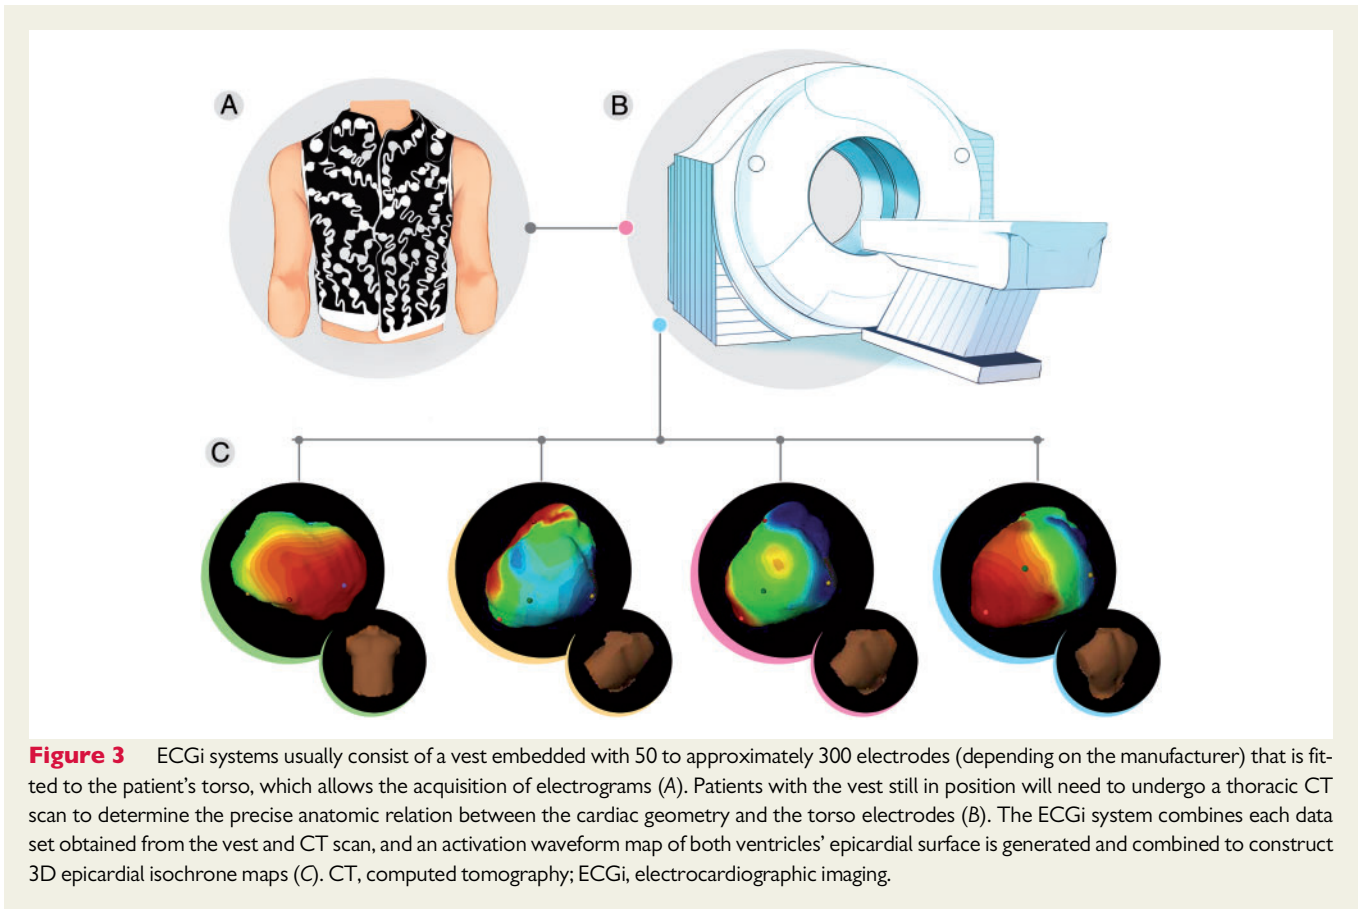 A
B
C
Figure 3 ECGi systems usually consist of a vest embedded with 50 to approximately 300 electrodes (depending on the manufacturer) that is fit-
ted to the patient's torso, which allows the acquisition of electrograms (A). Patients with the vest still in position will need to undergo a thoracic CT
scan to determine the precise anatomic relation between the cardiac geometry and the torso electrodes (B). The ECGi system combines each data
set obtained from the vest and CT scan, and an activation waveform map of both ventricles' epicardial surface is generated and combined to construct
3D epicardial isochrone maps (C). CT, computed tomography; ECGi, electrocardiographic imaging.